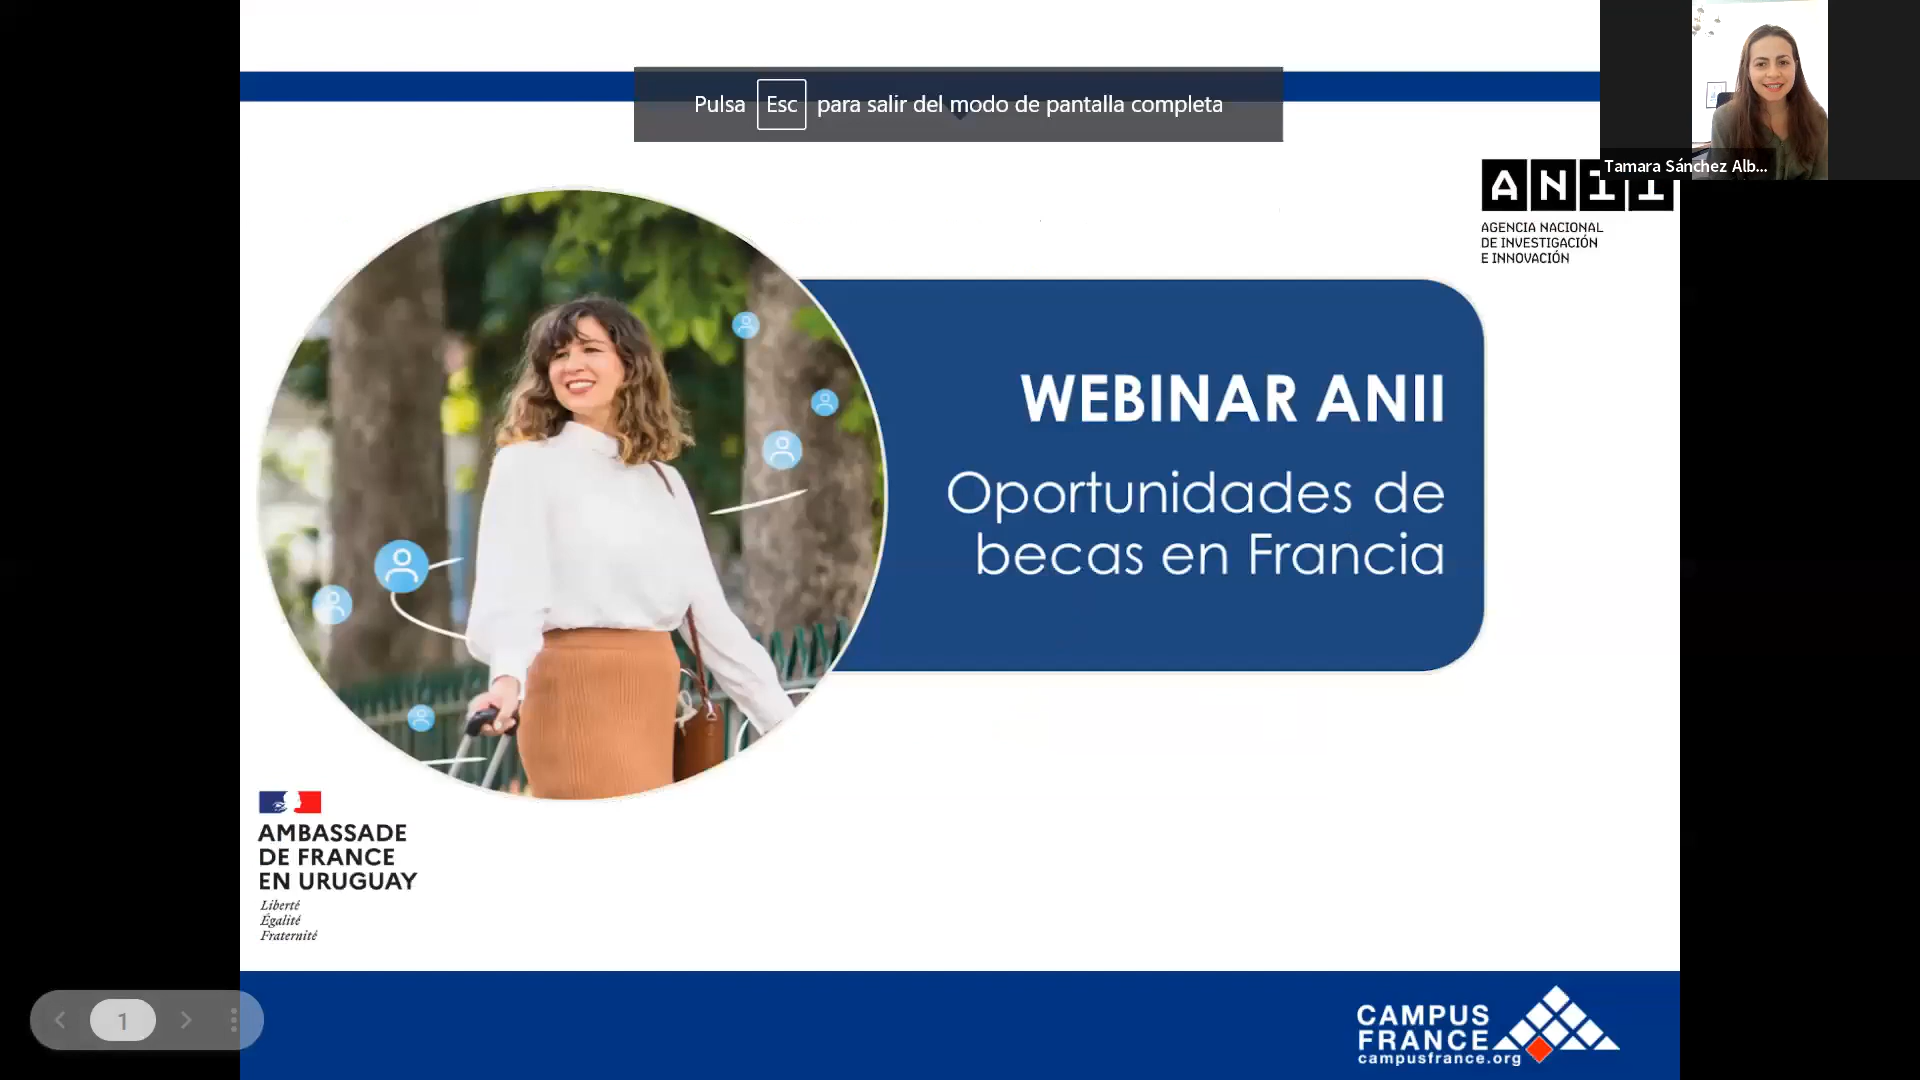 Pulsa Esc para salir del modo de pantalla completa
Tamara Sánchez Alb...
ANII
AGENCIA NACIONAL
DE INVESTIGACIÓN
E INNOVACIÓN
WEBINAR ANII
Oportunidades de
becas en Francia
AMBASSADE
DE FRANCE
EN URUGUAY
Liberté
Égalité
Fraternité
1
CAMPUS
FRANCE
campusfrance.org